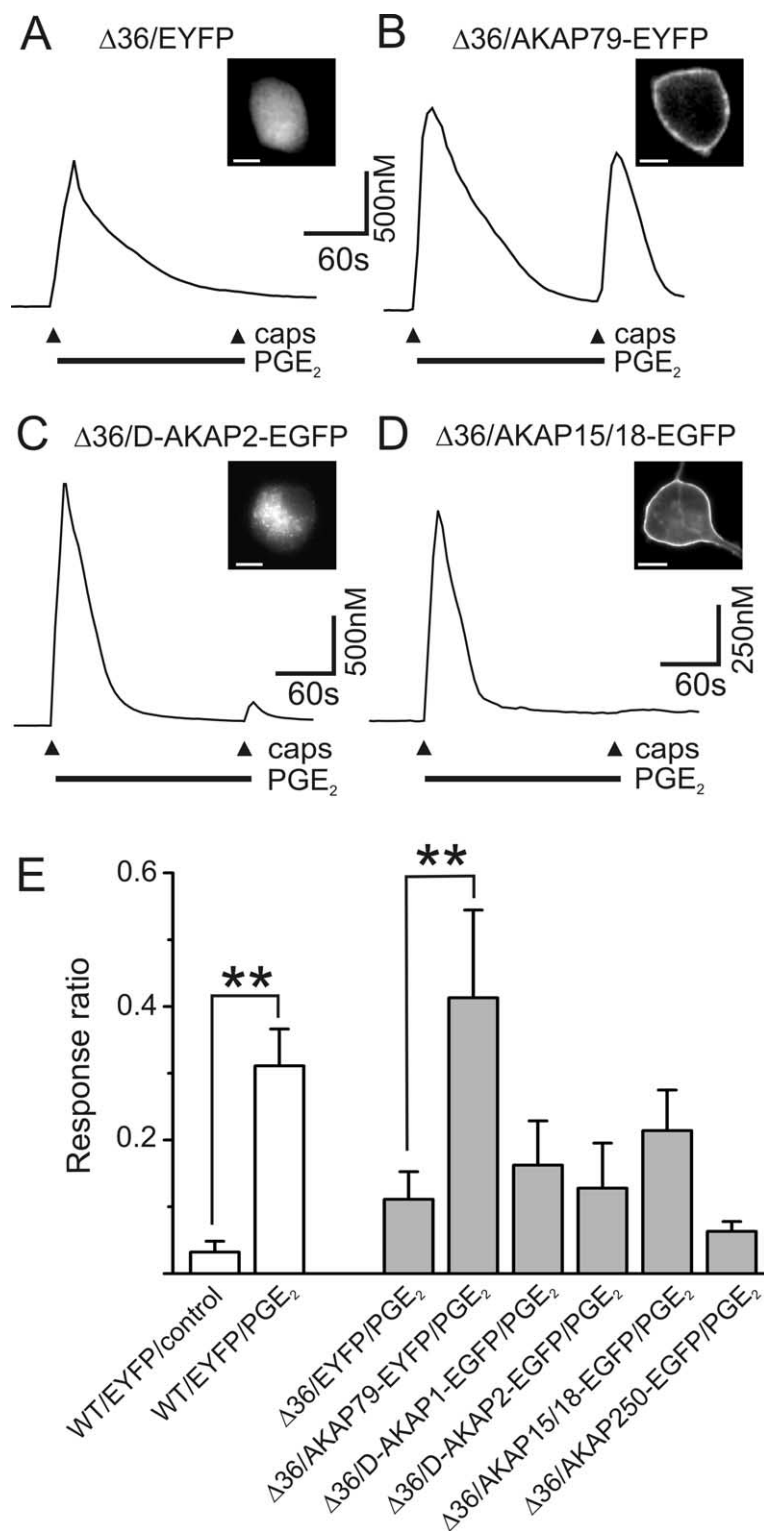 A
Δ36/EYFP
500nM
60s
caps
PGE₂
B
Δ36/AKAP79-EYFP
caps
PGE₂
C
Δ36/D-AKAP2-EGFP
500nM
60s
caps
PGE₂
D
Δ36/AKAP15/18-EGFP
250nM
60s
caps
PGE₂
E
Response ratio
0.6
0.4
0.2
**
**
WT/EYFP/control
WT/EYFP/PGE₂
Δ36/EYFP/PGE₂
Δ36/AKAP79-EYFP/PGE₂
Δ36/D-AKAP1-EGFP/PGE₂
Δ36/D-AKAP2-EGFP/PGE₂
Δ36/AKAP15/18-EGFP/PGE₂
Δ36/AKAP250-EGFP/PGE₂